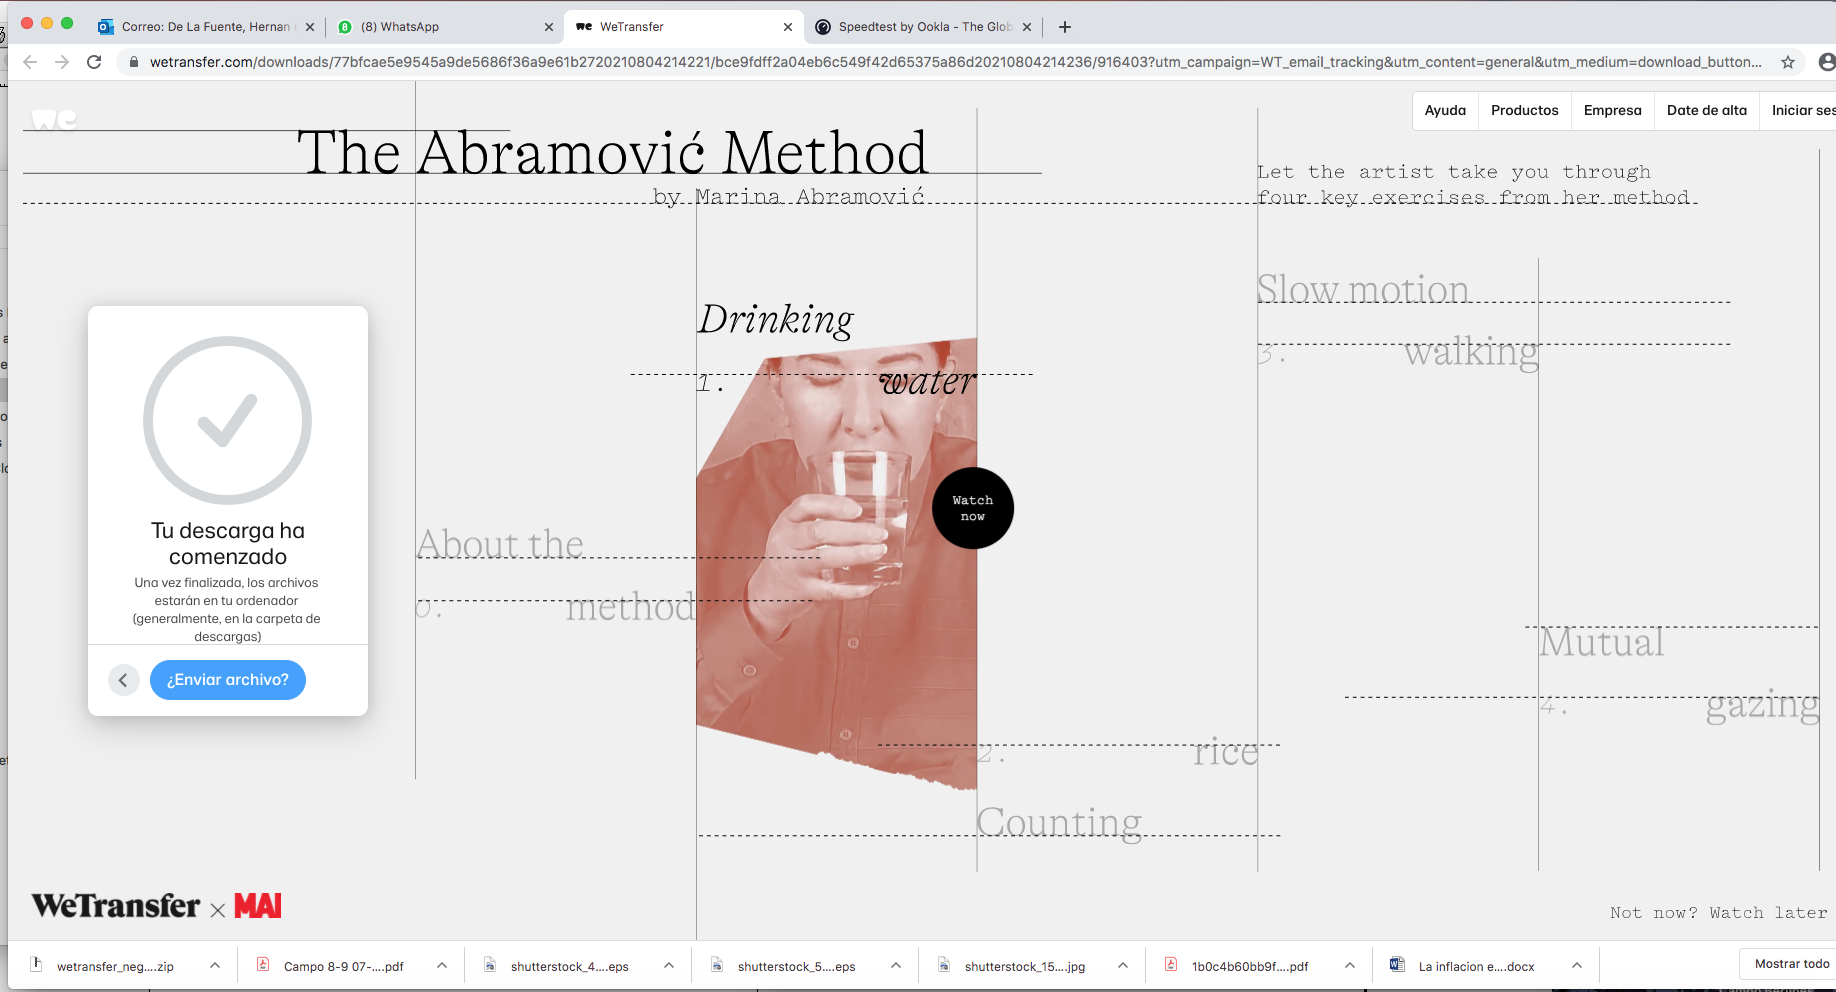 Correo: De La Fuente, Hernan
(8) WhatsApp
WeTransfer
Speedtest by Ookla - The Glob
wetransfer.com/downloads/77bfcae5e9545a9de5686f36a9e61b2720210804214221/bce9fdff2a04eb6c549f42d65375a86d20210804214236/916403?utm_campaign=WT_email_tracking&utm_content=general&utm_medium=download_button...
we
Ayuda
Productos
Empresa
Date de alta
Iniciar ses
The Abramović Method
by Marina Abramović
Let the artist take you through
four key exercises from her method
Drinking
1. water
Slow motion
3. walking
Watch
now
Tu descarga ha
comenzado
Una vez finalizada, los archivos
estarán en tu ordenador
(generalmente, en la carpeta de
descargas)
¿Enviar archivo?
About the
0. method
Mutual
4. gazing
2. rice
Counting
WeTransfer × MAI
Not now? Watch later
wetransfer_neg....zip
Campo 8-9 07-....pdf
shutterstock_4....eps
shutterstock_5....eps
shutterstock_15....jpg
1b0c4b60bb9f....pdf
La inflacion e....docx
Mostrar todo